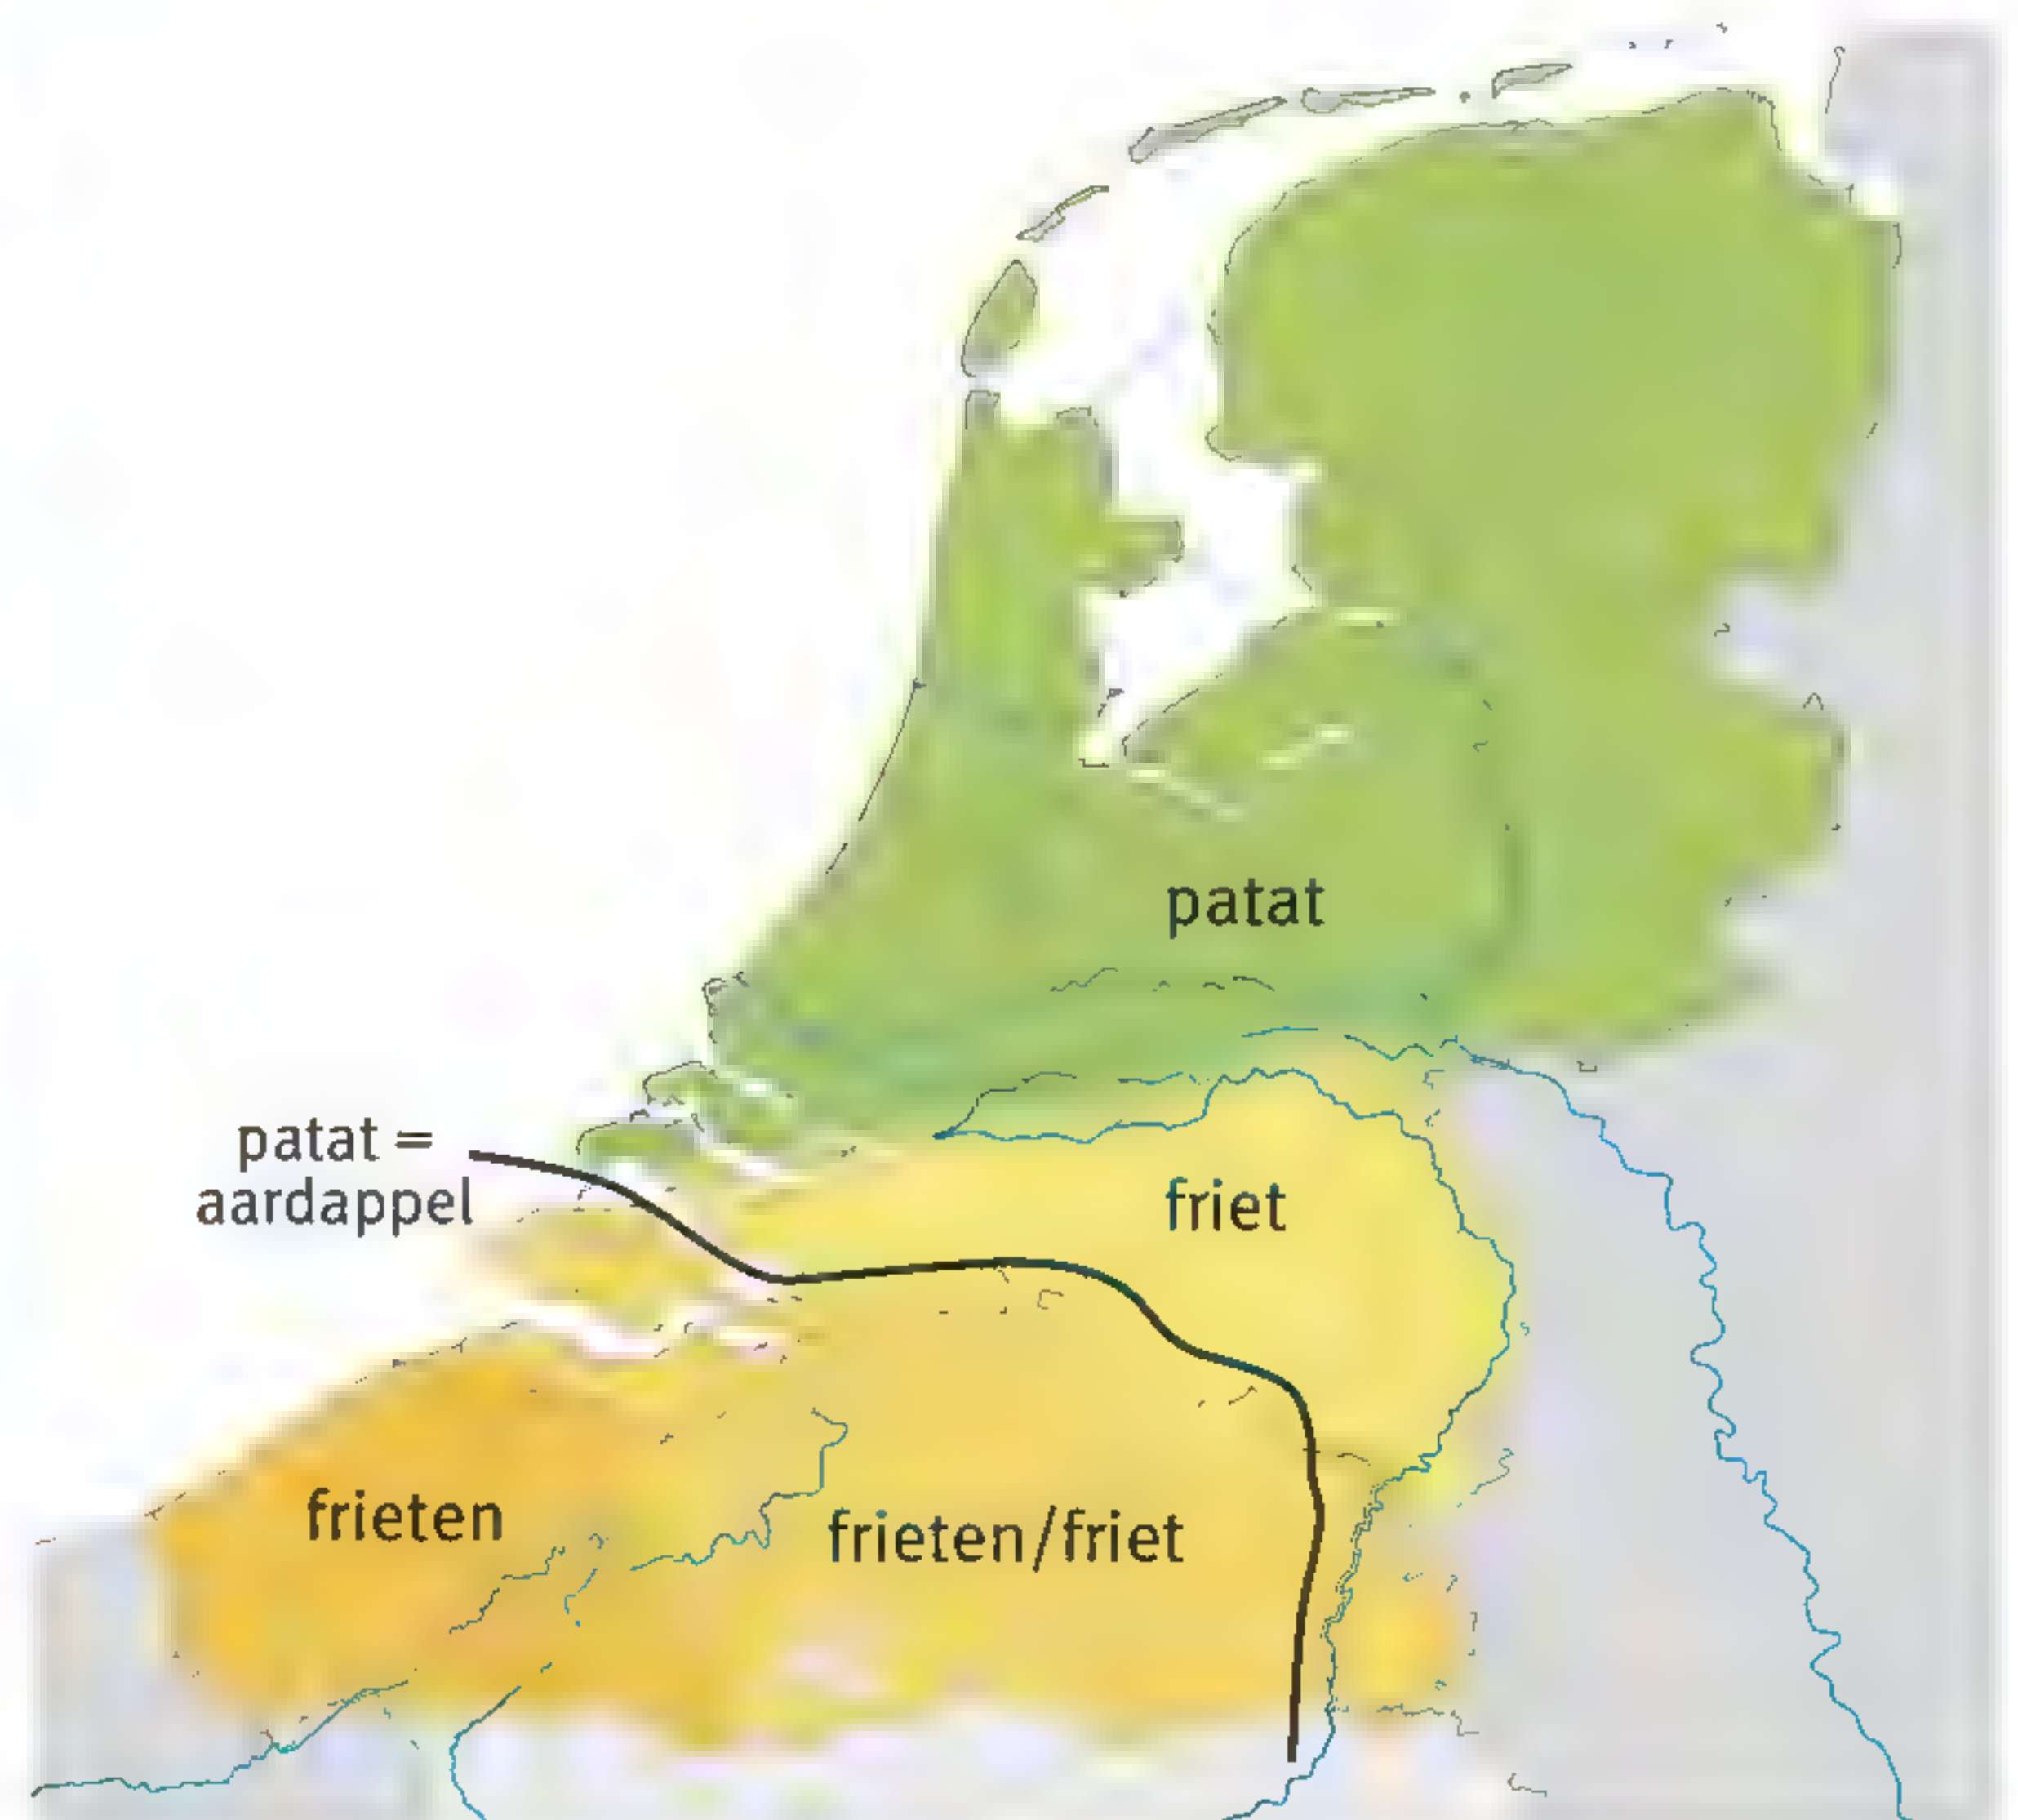 patat
patat =
aardappel
friet
frieten
frieten/friet